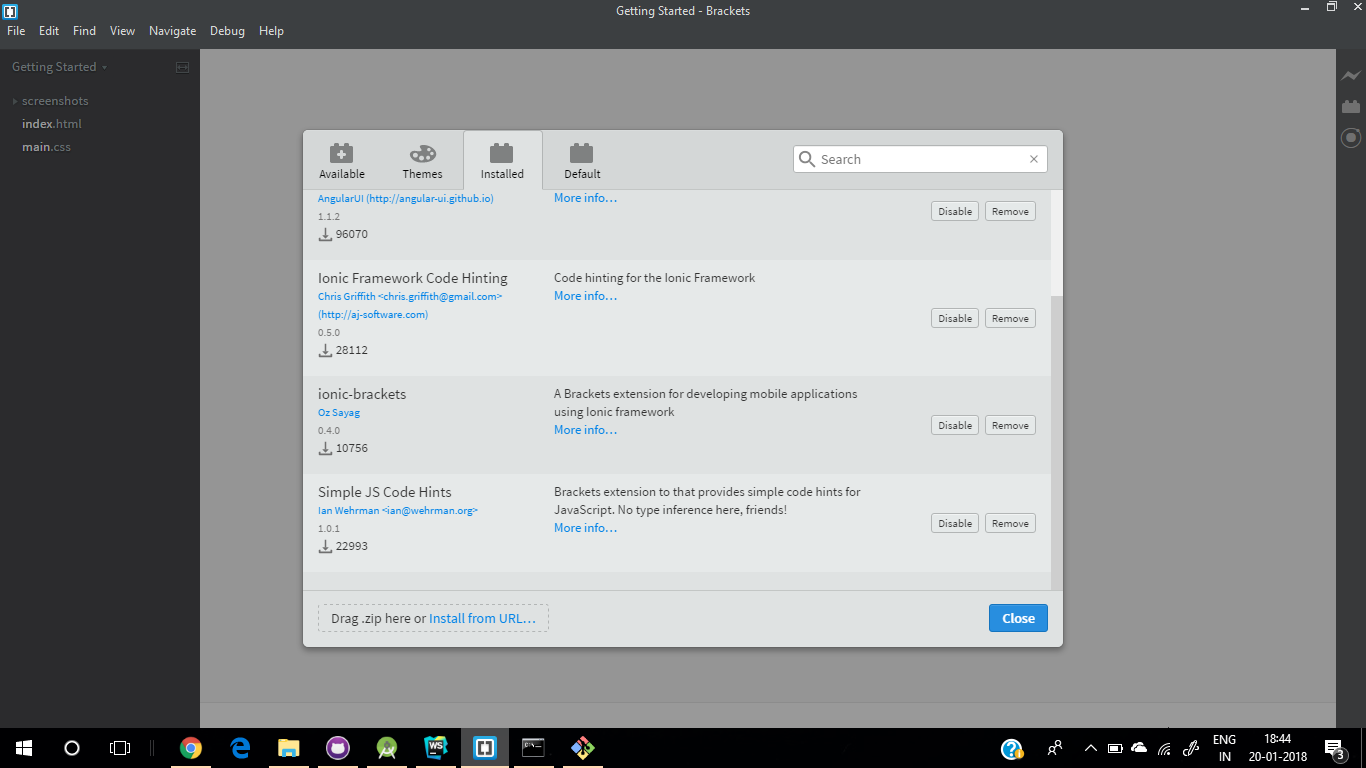 Getting Started - Brackets
File Edit Find View Navigate Debug Help
Getting Started
screenshots
index.html
main.css
Available
Themes
Installed
Default
Search
AngularUI (http://angular-ui.github.io)
1.1.2
96070
More info…
Disable Remove
Ionic Framework Code Hinting
Chris Griffith <chris.griffith@gmail.com>
(http://aj-software.com)
0.5.0
28112
Code hinting for the Ionic Framework
More info…
Disable Remove
ionic-brackets
Oz Sayag
0.4.0
10756
A Brackets extension for developing mobile applications
using Ionic framework
More info…
Disable Remove
Simple JS Code Hints
Ian Wehrman <ian@wehrman.org>
1.0.1
22993
Brackets extension to that provides simple code hints for
JavaScript. No type inference here, friends!
More info…
Disable Remove
Drag .zip here or Install from URL…
Close
WS
ENG
IN
18:44
20-01-2018
3